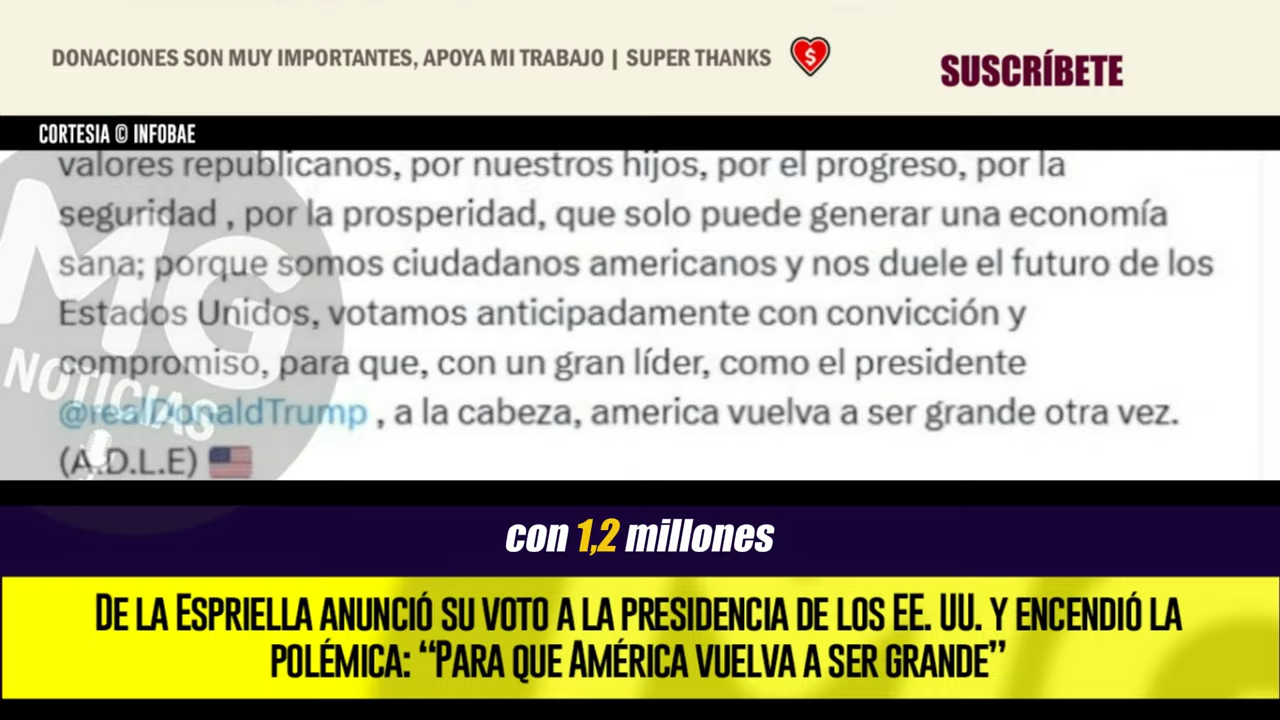 DONACIONES SON MUY IMPORTANTES, APOYA MI TRABAJO | SUPER THANKS
$
SUSCRÍBETE
CORTESIA © INFOBAE
valores republicanos, por nuestros hijos, por el progreso, por la
seguridad , por la prosperidad, que solo puede generar una economía
sana; porque somos ciudadanos americanos y nos duele el futuro de los
Estados Unidos, votamos anticipadamente con convicción y
compromiso, para que, con un gran líder, como el presidente
@realDonaldTrump , a la cabeza, america vuelva a ser grande otra vez.
(A.D.L.E)
MG
NOTICIAS
con 1,2 millones
DE LA ESPRIELLA ANUNCIÓ SU VOTO A LA PRESIDENCIA DE LOS EE. UU. Y ENCENDIÓ LA
POLÉMICA: “PARA QUE AMÉRICA VUELVA A SER GRANDE”